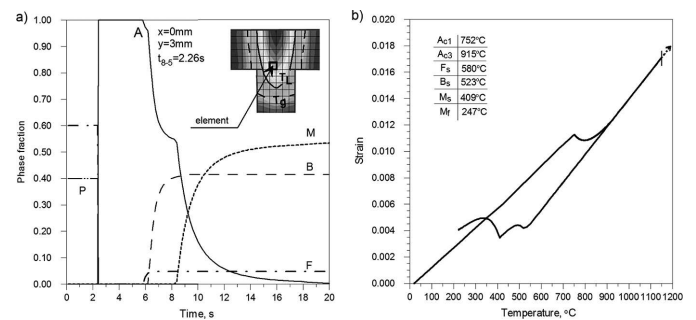 a)
x=0mm
y=3mm
t8-5=2.26s
A
TL
Tg
element
M
B
P
F
Phase fraction
1.00
0.90
0.80
0.70
0.60
0.50
0.40
0.30
0.20
0.10
0.00
0 2 4 6 8 10 12 14 16 18 20
Time, s
b)
Ac1 752°C
Ac3 915°C
Fs 580°C
Bs 523°C
Ms 409°C
Mf 247°C
Strain
0.020
0.018
0.016
0.014
0.012
0.010
0.008
0.006
0.004
0.002
0.000
0 100 200 300 400 500 600 700 800 900 1000 1100 1200
Temperature, °C